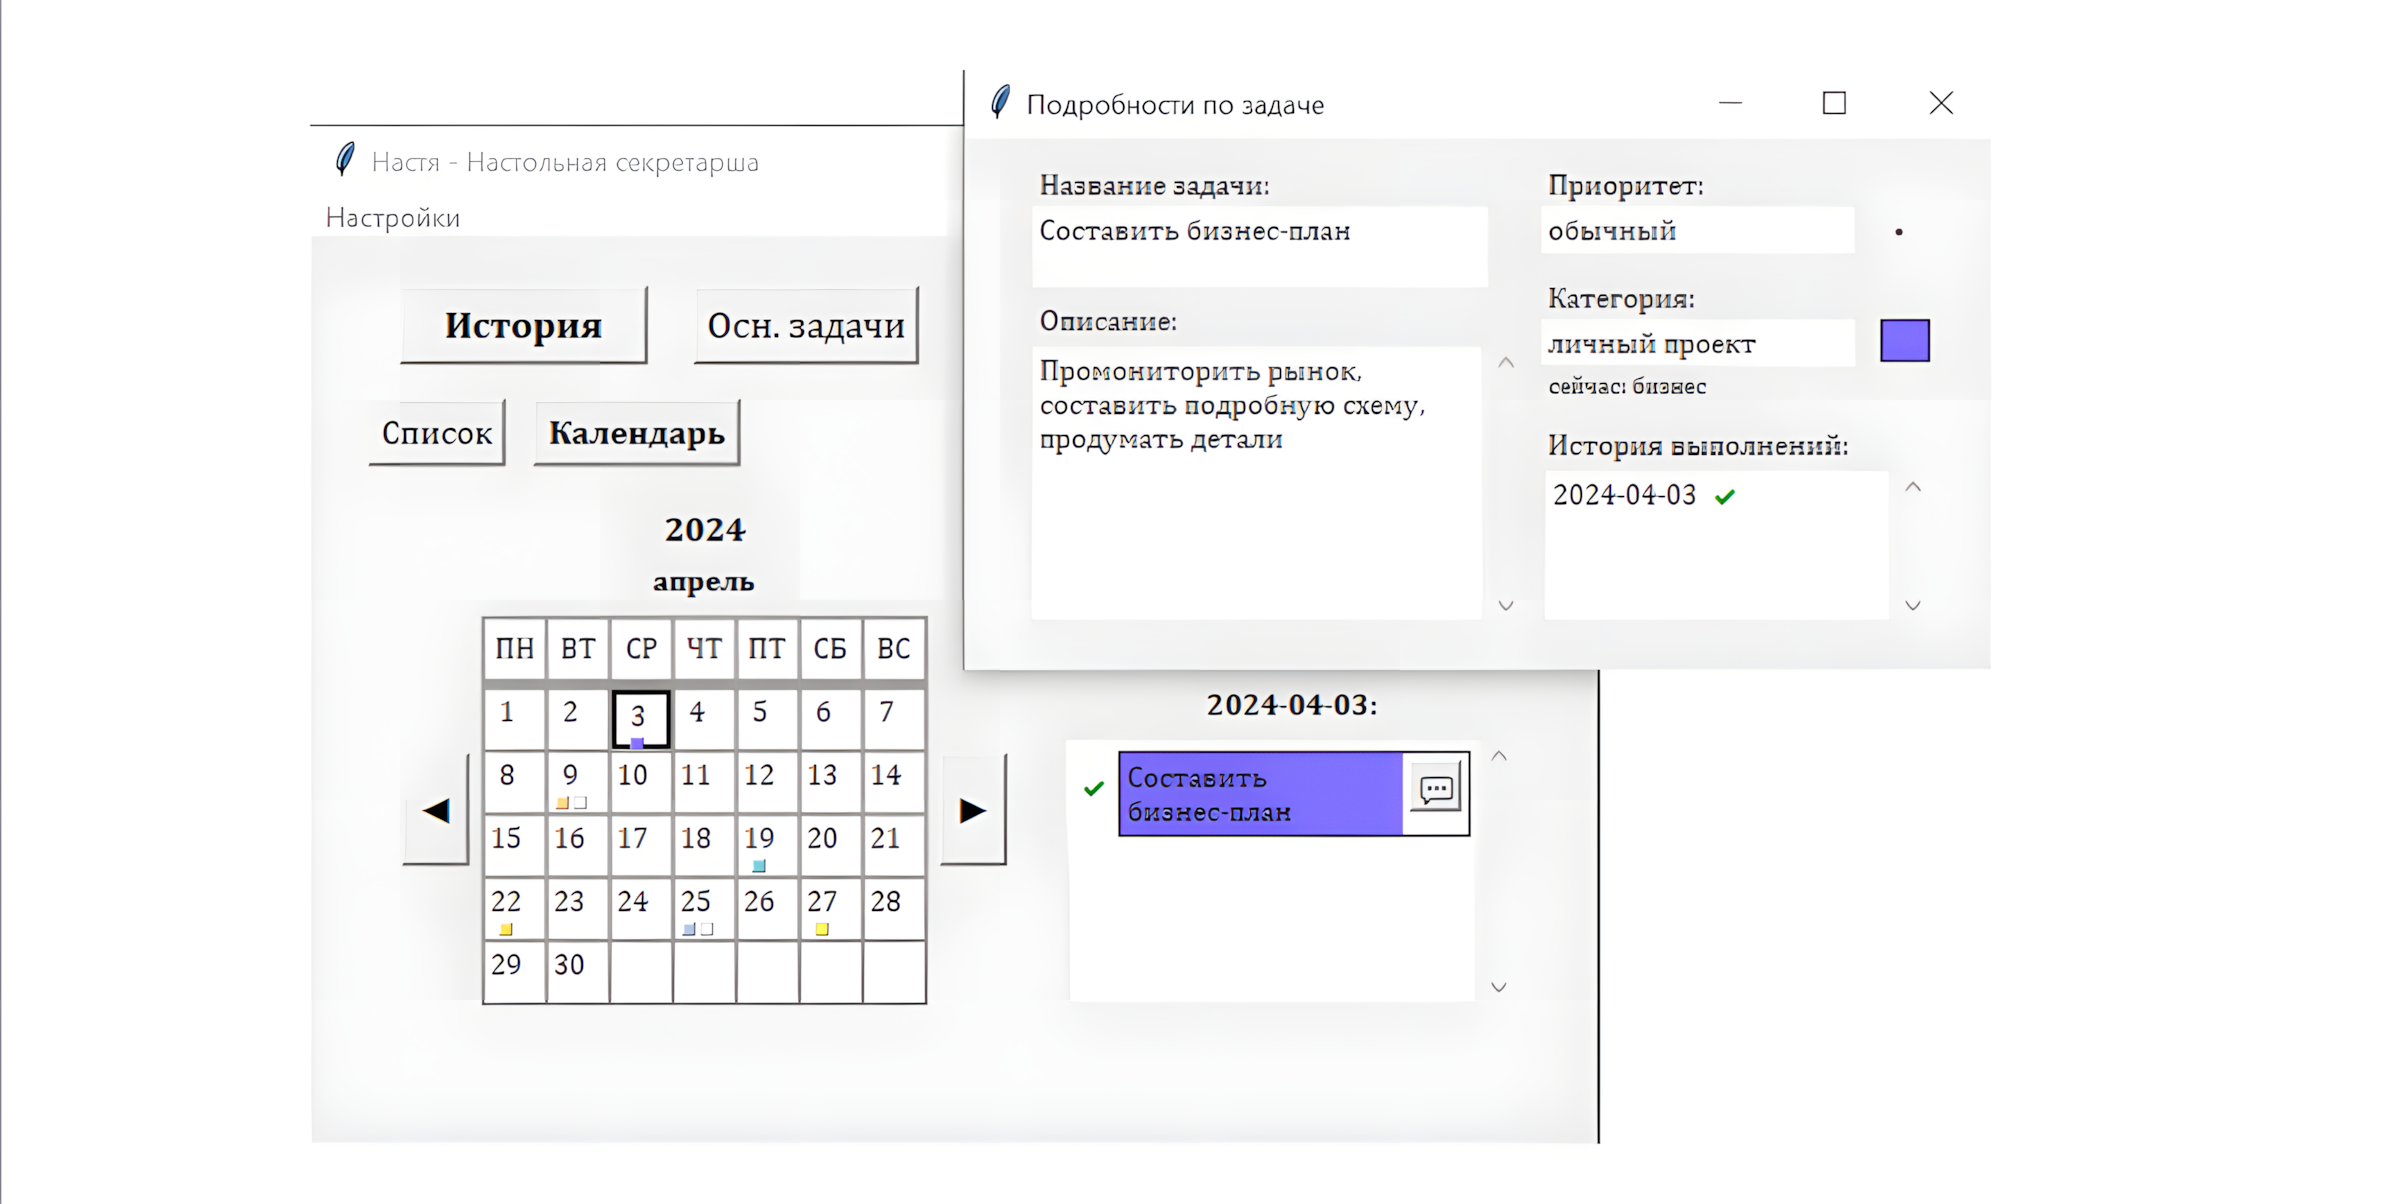 Подробности по задаче
Настя - Настольная секретарша
Настройки
История
Осн. задачи
Список
Календарь
2024
апрель
ПН ВТ СР ЧТ ПТ СБ ВС
1 2 3 4 5 6 7
8 9 10 11 12 13 14
15 16 17 18 19 20 21
22 23 24 25 26 27 28
29 30
Название задачи:
Составить бизнес-план
Описание:
Промониторить рынок,
составить подробную схему,
продумать детали
Приоритет:
обычный
Категория:
личный проект
сейчас: бизнес
История выполнений:
2024-04-03 ✔
2024-04-03:
✔ Составить
бизнес-план